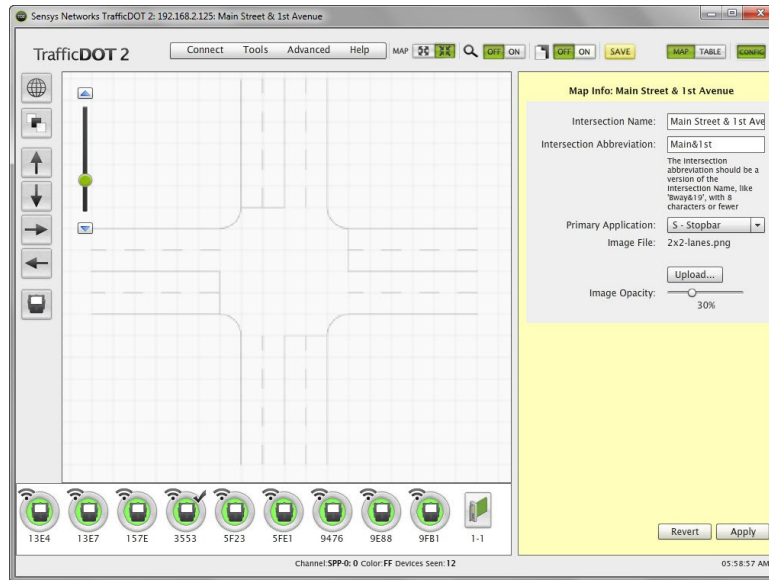 Sensys Networks TrafficDOT 2: 192.168.2.125: Main Street & 1st Avenue
TrafficDOT 2
Connect Tools Advanced Help
MAP
OFF ON
OFF ON
SAVE
MAP TABLE
CONFIG
Map Info: Main Street & 1st Avenue
Intersection Name: Main Street & 1st Ave
Intersection Abbreviation: Main&1st
The Intersection
abbreviation should be a
version of the
Intersection Name, like
'Bway&19', with 8
characters or fewer
Primary Application: S - Stopbar
Image File: 2x2-lanes.png
Upload...
Image Opacity:
30%
13E4 13E7 157E 3553 5F23 5FE1 9476 9E88 9FB1 1-1
Revert Apply
Channel:SPP-0: 0 Color:FF Devices Seen:12
05:58:57 AM